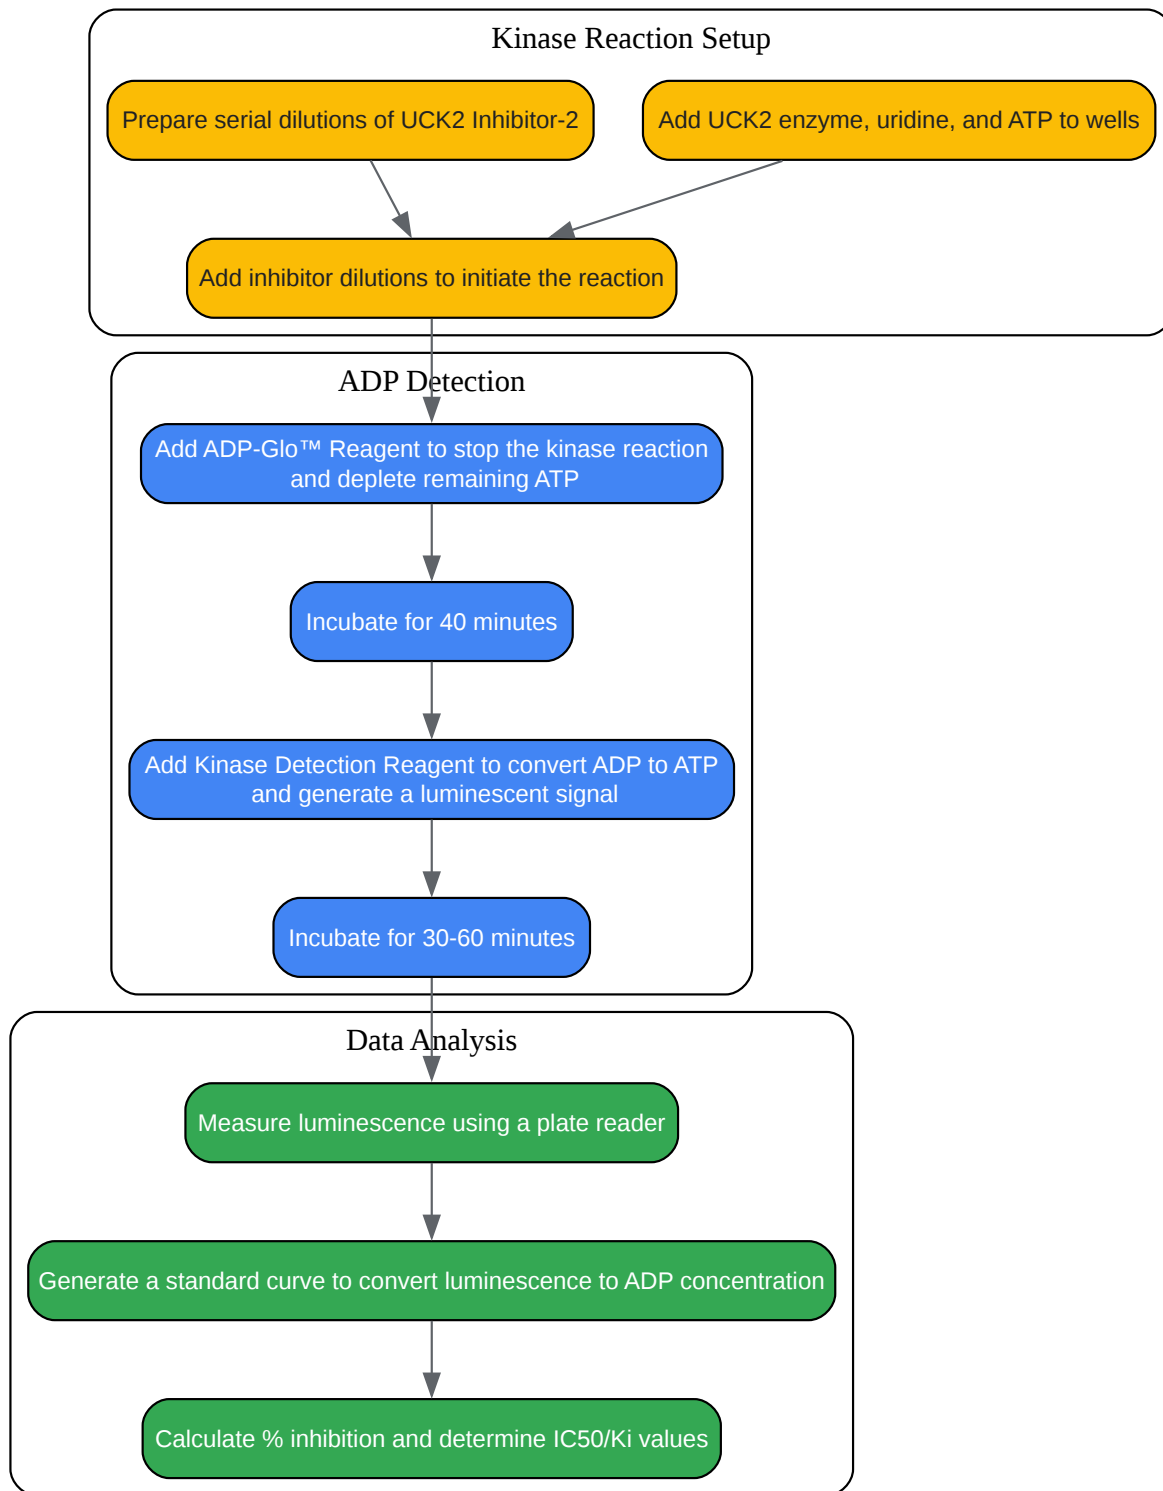 Kinase Reaction Setup
Prepare serial dilutions of UCK2 Inhibitor-2
Add UCK2 enzyme, uridine, and ATP to wells
Add inhibitor dilutions to initiate the reaction
ADP Detection
Add ADP-Glo™ Reagent to stop the kinase reaction
and deplete remaining ATP
Incubate for 40 minutes
Add Kinase Detection Reagent to convert ADP to ATP
and generate a luminescent signal
Incubate for 30-60 minutes
Data Analysis
Measure luminescence using a plate reader
Generate a standard curve to convert luminescence to ADP concentration
Calculate % inhibition and determine IC50/Ki values